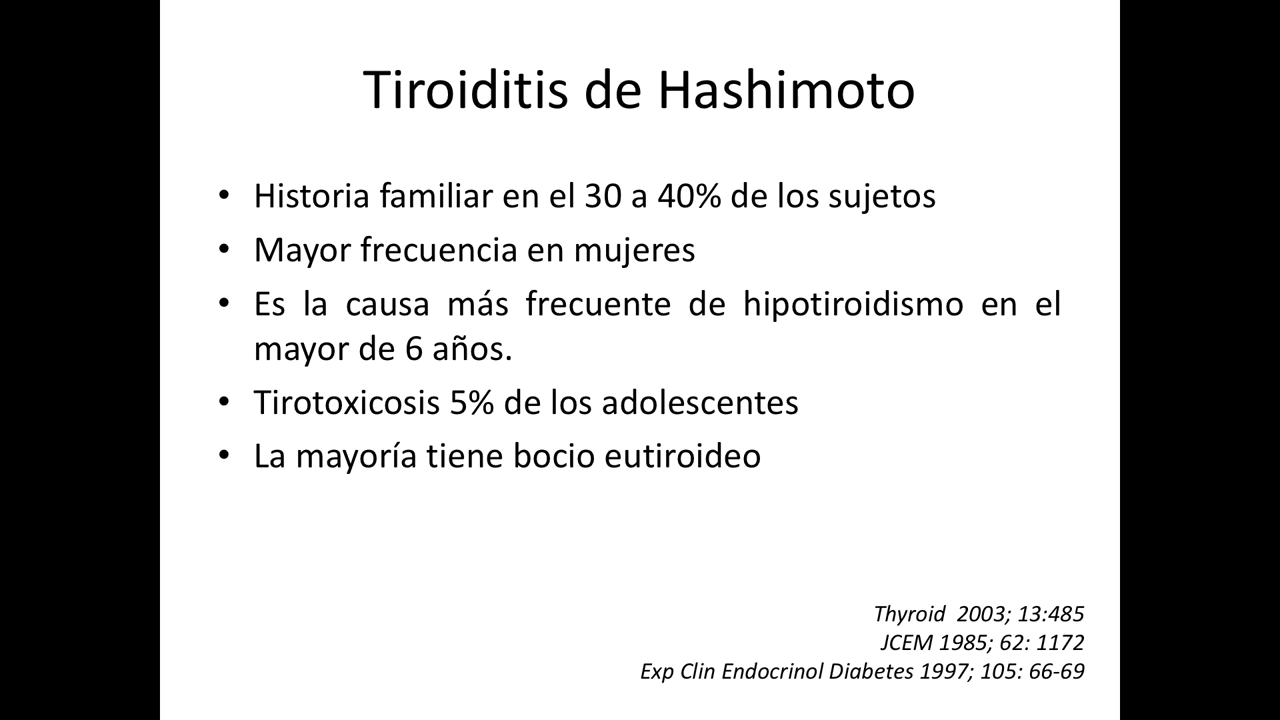 Tiroiditis de Hashimoto
• Historia familiar en el 30 a 40% de los sujetos
• Mayor frecuencia en mujeres
• Es la causa más frecuente de hipotiroidismo en el
mayor de 6 años.
• Tirotoxicosis 5% de los adolescentes
• La mayoría tiene bocio eutiroideo
Thyroid 2003; 13:485
JCEM 1985; 62: 1172
Exp Clin Endocrinol Diabetes 1997; 105: 66-69